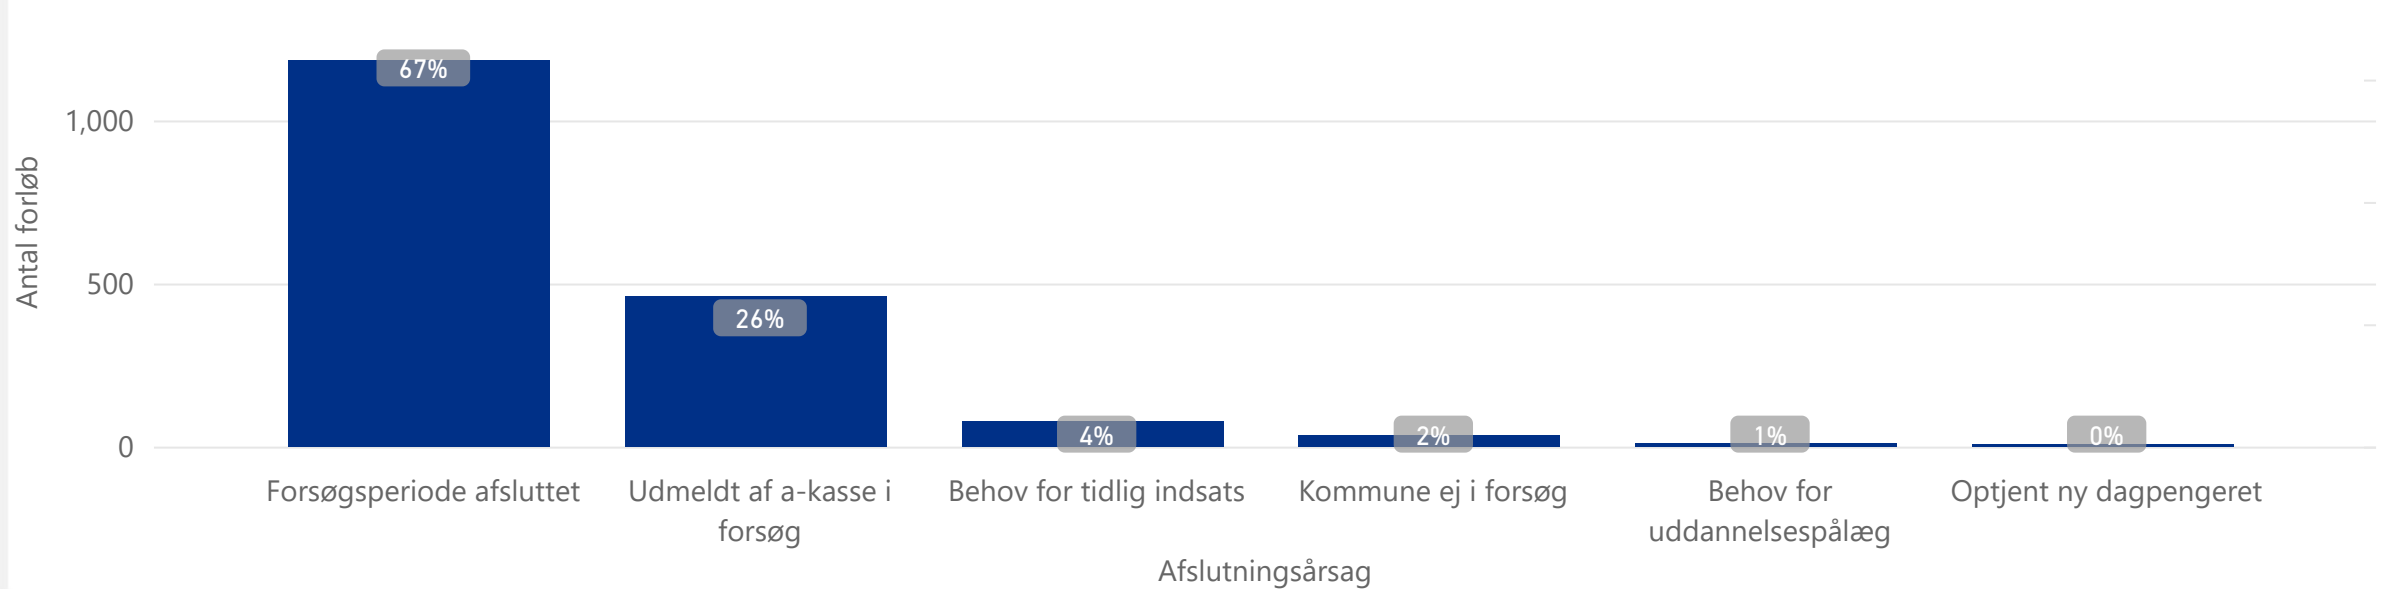 67%
1,000
Antal forløb
500
26%
0
4%
2%
1%
0%
Forsøgsperiode afsluttet
Udmeldt af a-kasse i
forsøg
Behov for tidlig indsats
Kommune ej i forsøg
Behov for
uddannelsespålæg
Optjent ny dagpengeret
Afslutningsårsag